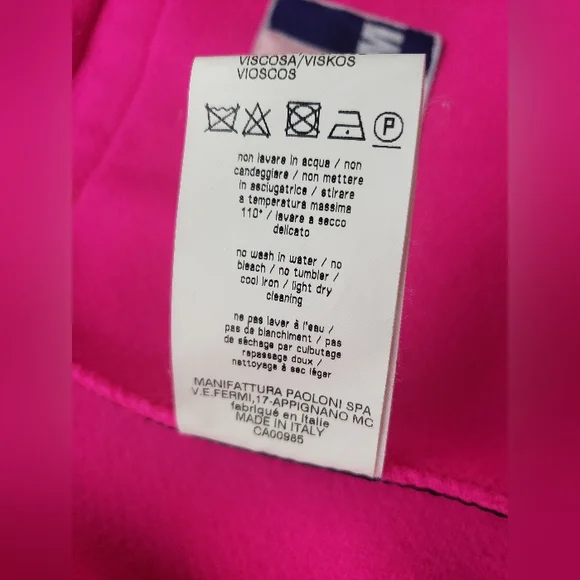 VISCOSA/VISKOS
VIOSCOS
P
non lavare in acqua / non
candeggiare / non mettere
in asciugatrice / stirare
a temperatura massima
110° / lavare a secco
delicato
no wash in water / no
bleach / no tumbler /
cool iron / light dry
cleaning
ne pas laver à l'eau /
pas de blanchiment / pas
de sèchage par culbutage
repassage doux /
nettoyage à sec léger
MANIFATTURA PAOLONI SPA
V.E.FERMI,17-APPIGNANO MC
fabriqué en Italie
MADE IN ITALY
CA00985